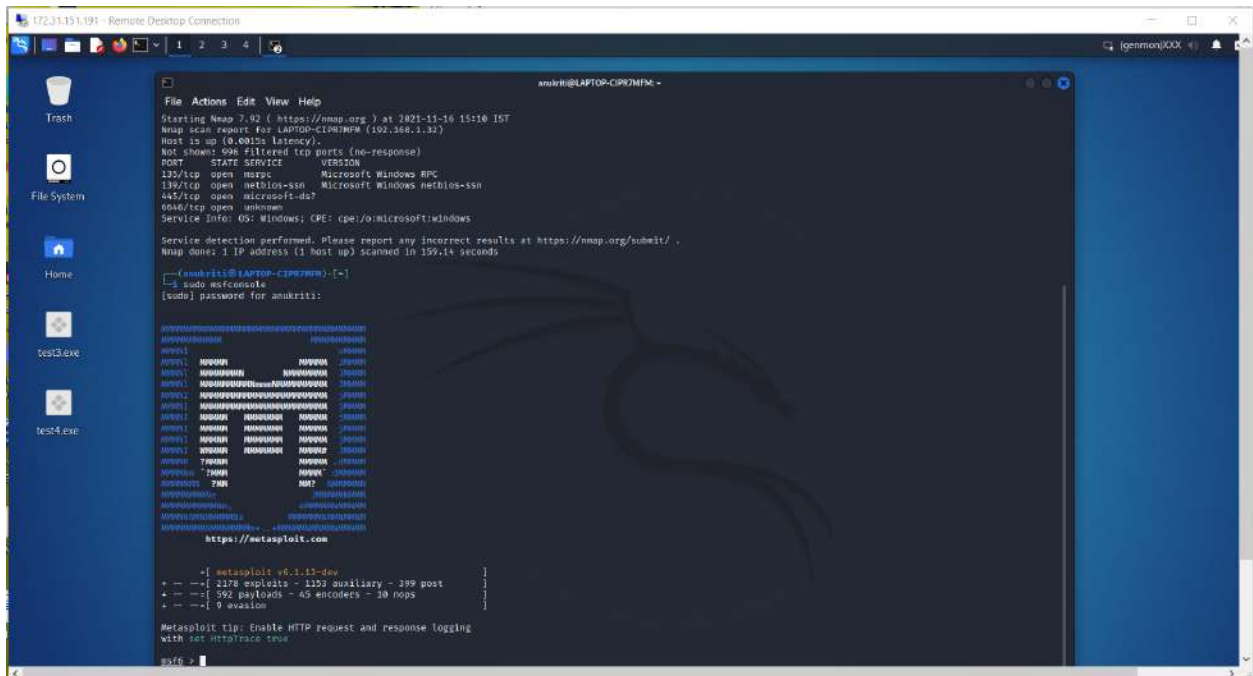 172.31.151.191 - Remote Desktop Connection
1 2 3 4
(genmon)XXX
Trash
File System
Home
test3.exe
test4.exe
anukriti@LAPTOP-CIPR7MFM: ~
File Actions Edit View Help
Starting Nmap 7.92 ( https://nmap.org ) at 2021-11-16 15:10 IST
Nmap scan report for LAPTOP-CIPR7MFM (192.168.1.32)
Host is up (0.0015s latency).
Not shown: 996 filtered tcp ports (no-response)
PORT STATE SERVICE VERSION
135/tcp open msrpc Microsoft Windows RPC
139/tcp open netbios-ssn Microsoft Windows netbios-ssn
445/tcp open microsoft-ds?
6646/tcp open unknown
Service Info: OS: Windows; CPE: cpe:/o:microsoft:windows
Service detection performed. Please report any incorrect results at https://nmap.org/submit/ .
Nmap done: 1 IP address (1 host up) scanned in 159.14 seconds
(anukriti㉿LAPTOP-CIPR7MFM)-[~]
$ sudo msfconsole
[sudo] password for anukriti:
https://metasploit.com
=[ metasploit v6.1.13-dev ]
+ -- --=[ 2178 exploits - 1153 auxiliary - 399 post ]
+ -- --=[ 592 payloads - 45 encoders - 10 nops ]
+ -- --=[ 9 evasion ]
Metasploit tip: Enable HTTP request and response logging
with set HttpTrace true
msf6 >